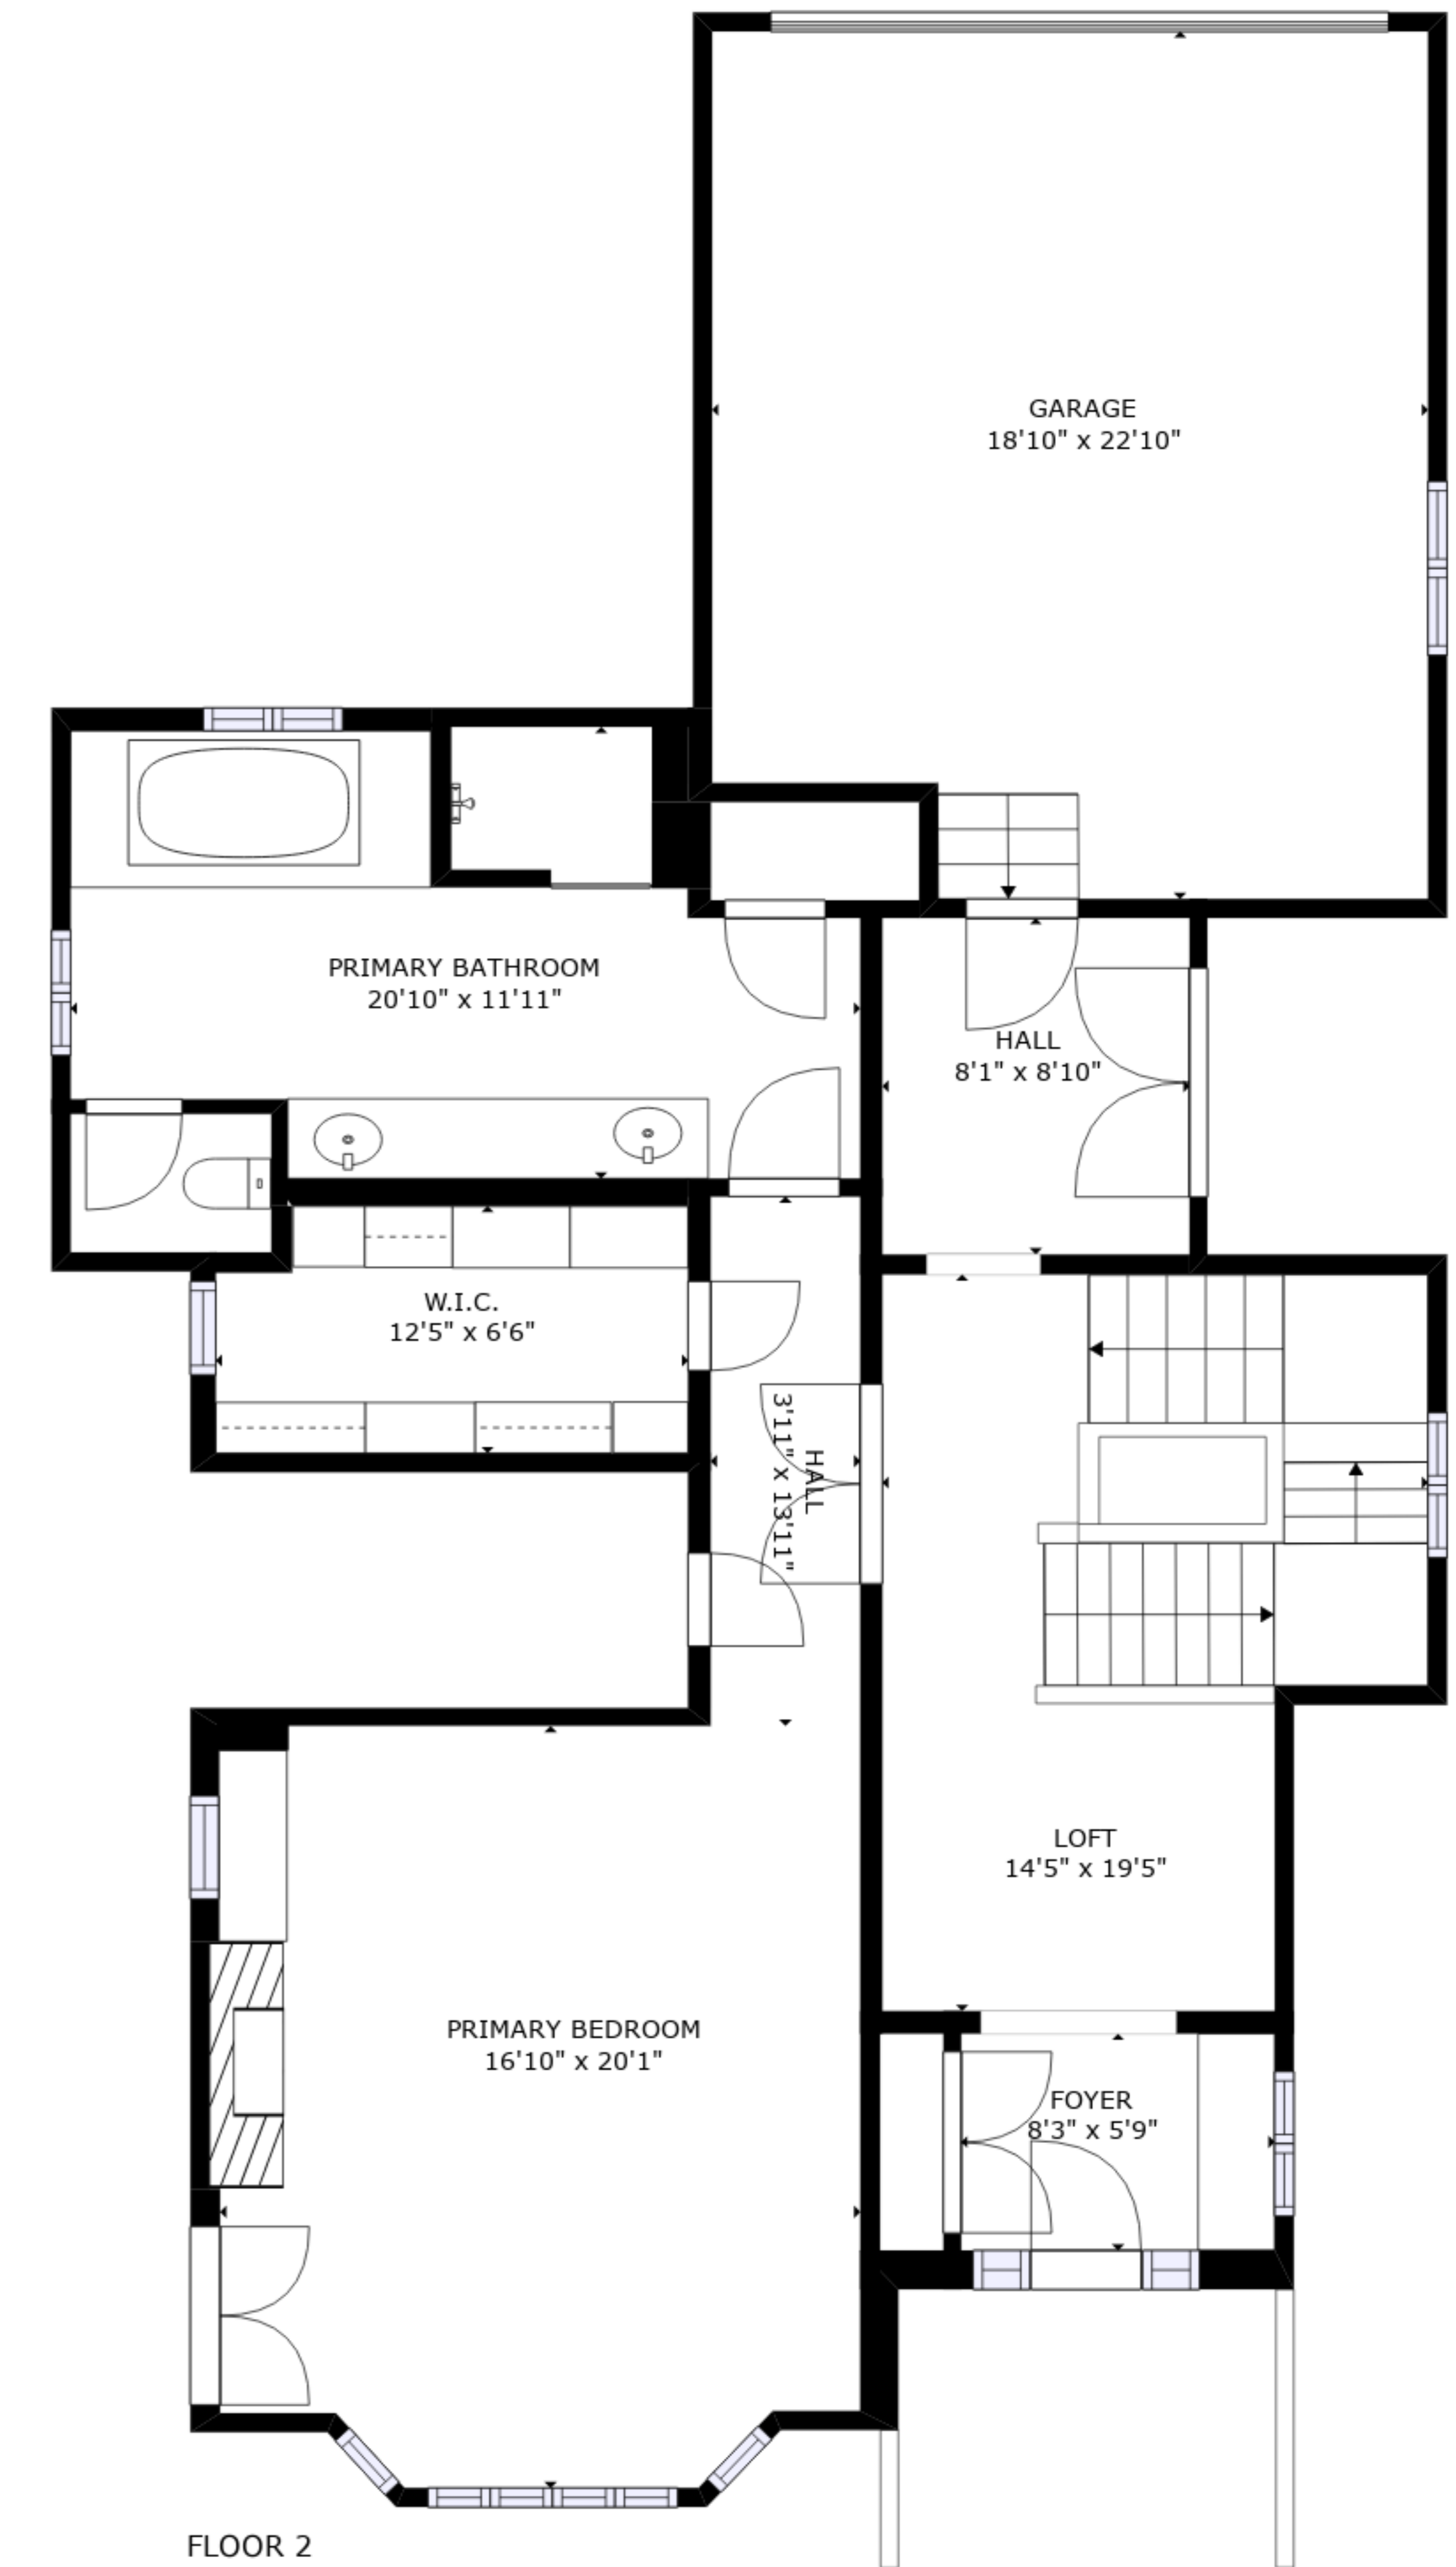 GARAGE
18'10" x 22'10"
PRIMARY BATHROOM
20'10" x 11'11"
HALL
8'1" x 8'10"
W.I.C.
12'5" x 6'6"
HALL
3'11" x 13'11"
LOFT
14'5" x 19'5"
PRIMARY BEDROOM
16'10" x 20'1"
FOYER
8'3" x 5'9"
FLOOR 2